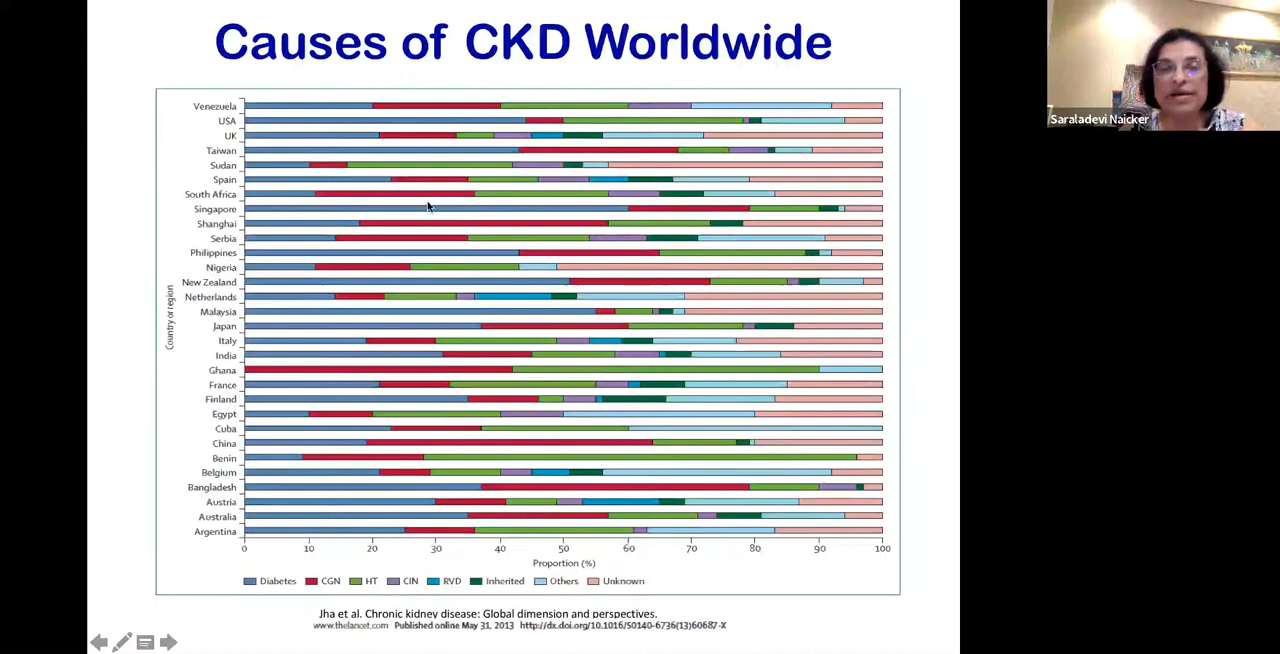 Causes of CKD Worldwide
Saraladevi Naicker
Country or region
Venezuela
USA
UK
Taiwan
Sudan
Spain
South Africa
Singapore
Shanghai
Serbia
Philippines
Nigeria
New Zealand
Netherlands
Malaysia
Japan
Italy
India
Ghana
France
Finland
Egypt
Cuba
China
Benin
Belgium
Bangladesh
Austria
Australia
Argentina
0 10 20 30 40 50 60 70 80 90 100
Proportion (%)
Diabetes CGN HT CIN RVD Inherited Others Unknown
Jha et al. Chronic kidney disease: Global dimension and perspectives.
www.thelancet.com Published online May 31, 2013 http://dx.doi.org/10.1016/S0140-6736(13)60687-X